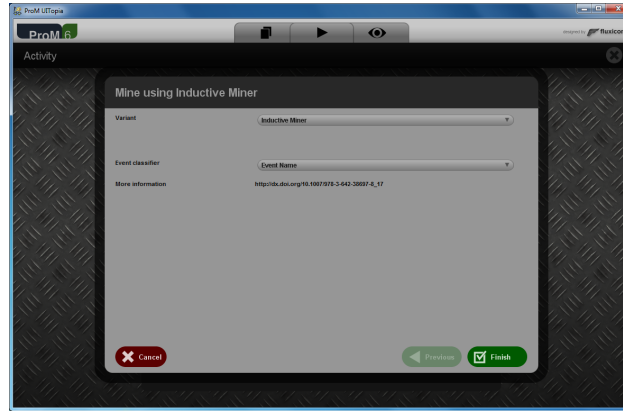 ProM UITopia
ProM 6
designed by fluxicon
Activity
Mine using Inductive Miner
Variant
Inductive Miner
Event classifier
Event Name
More information
http://dx.doi.org/10.1007/978-3-642-38697-8_17
Cancel
Previous
Finish